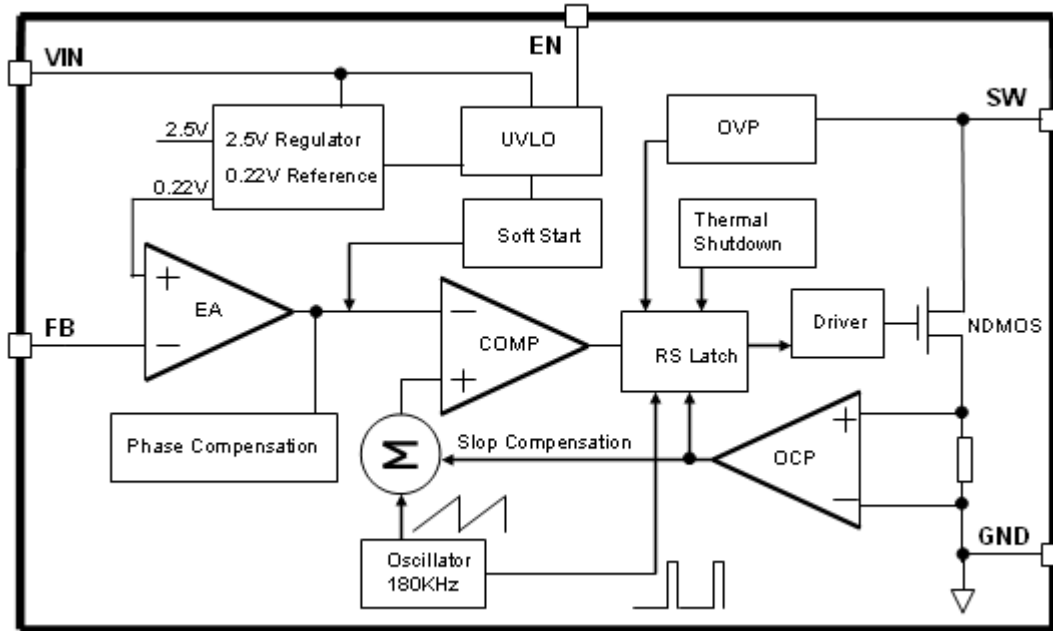 EN
VIN
SW
2.5V
2.5V Regulator
0.22V Reference
UVLO
OVP
0.22V
Soft Start
Thermal
Shutdown
EA
FB
COMP
RS Latch
Driver
NDMOS
Phase Compensation
Σ
Slop Compensation
OCP
GND
Oscillator
180KHz